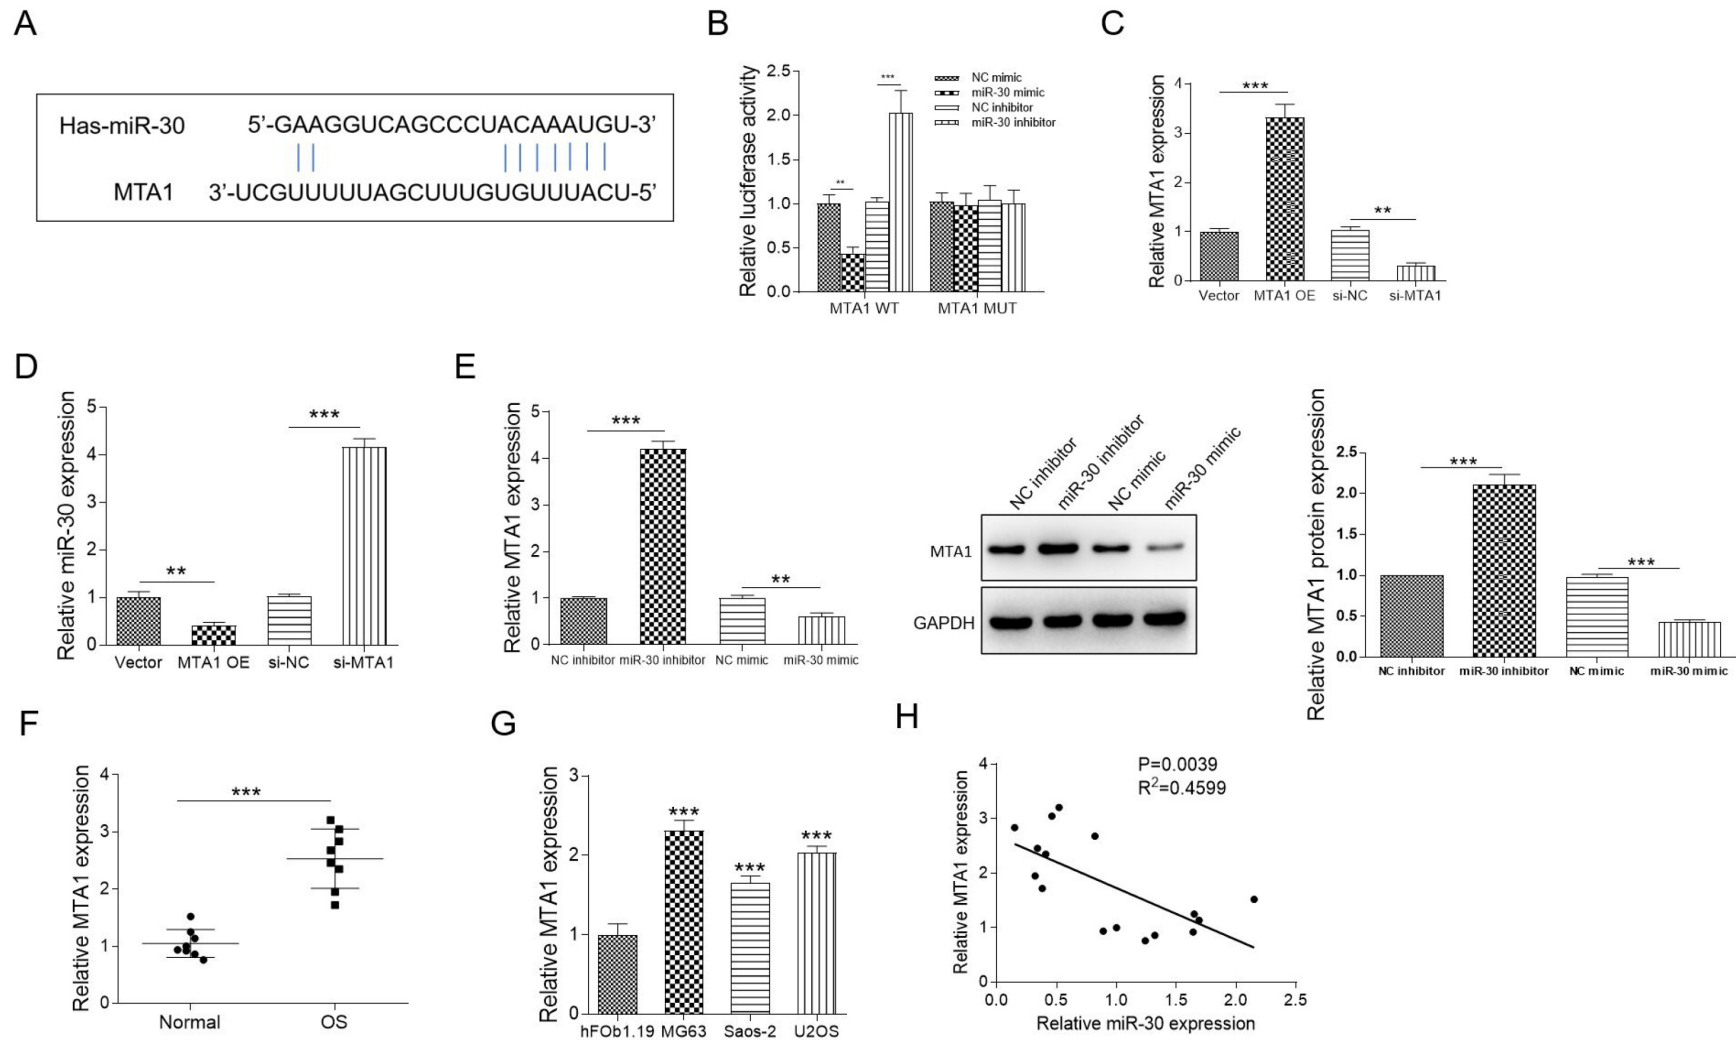 A
Has-miR-30 5'-GAAGGUCAGCCCUACAAAUGU-3'
MTA1 3'-UCGUUUUUAGCUUUGUGUUUACU-5'
B
Relative luciferase activity
2.5
2.0
1.5
1.0
0.5
0.0
**
***
NC mimic
miR-30 mimic
NC inhibitor
miR-30 inhibitor
MTA1 WT MTA1 MUT
C
Relative MTA1 expression
4
3
2
1
0
***
**
Vector MTA1 OE si-NC si-MTA1
D
Relative miR-30 expression
5
4
3
2
1
0
**
***
Vector MTA1 OE si-NC si-MTA1
E
Relative MTA1 expression
5
4
3
2
1
0
***
**
NC inhibitor miR-30 inhibitor NC mimic miR-30 mimic
NC inhibitor
miR-30 inhibitor
NC mimic
miR-30 mimic
MTA1
GAPDH
Relative MTA1 protein expression
2.5
2.0
1.5
1.0
0.5
0.0
***
***
NC inhibitor miR-30 inhibitor NC mimic miR-30 mimic
F
Relative MTA1 expression
4
3
2
1
0
***
Normal OS
G
Relative MTA1 expression
3
2
1
0
***
***
***
hFOb1.19 MG63 Saos-2 U2OS
H
Relative MTA1 expression
4
3
2
1
0
P=0.0039
R²=0.4599
0.0 0.5 1.0 1.5 2.0 2.5
Relative miR-30 expression